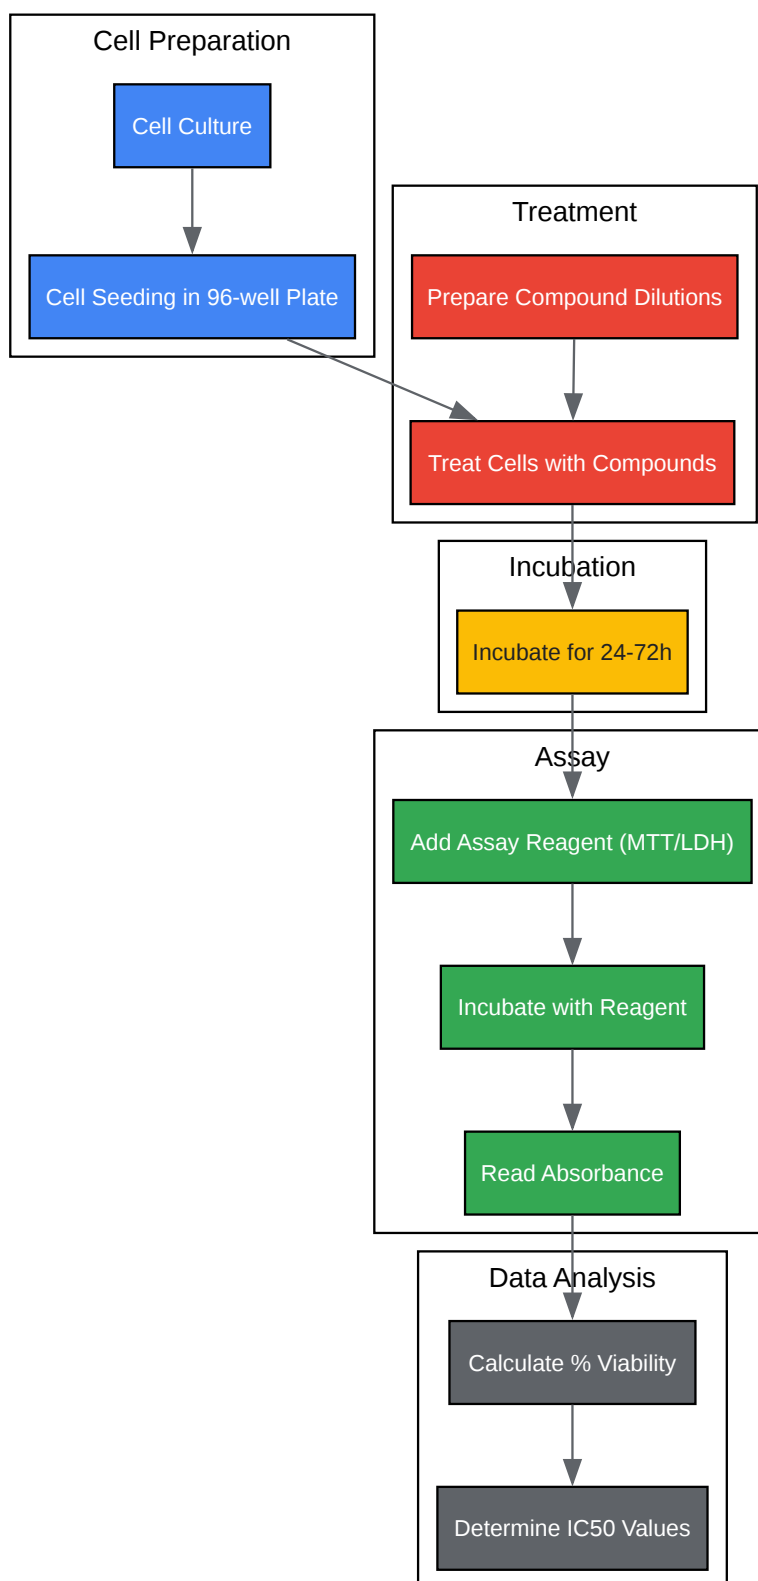 Cell Preparation
Cell Culture
Cell Seeding in 96-well Plate
Treatment
Prepare Compound Dilutions
Treat Cells with Compounds
Incubation
Incubate for 24-72h
Assay
Add Assay Reagent (MTT/LDH)
Incubate with Reagent
Read Absorbance
Data Analysis
Calculate % Viability
Determine IC50 Values